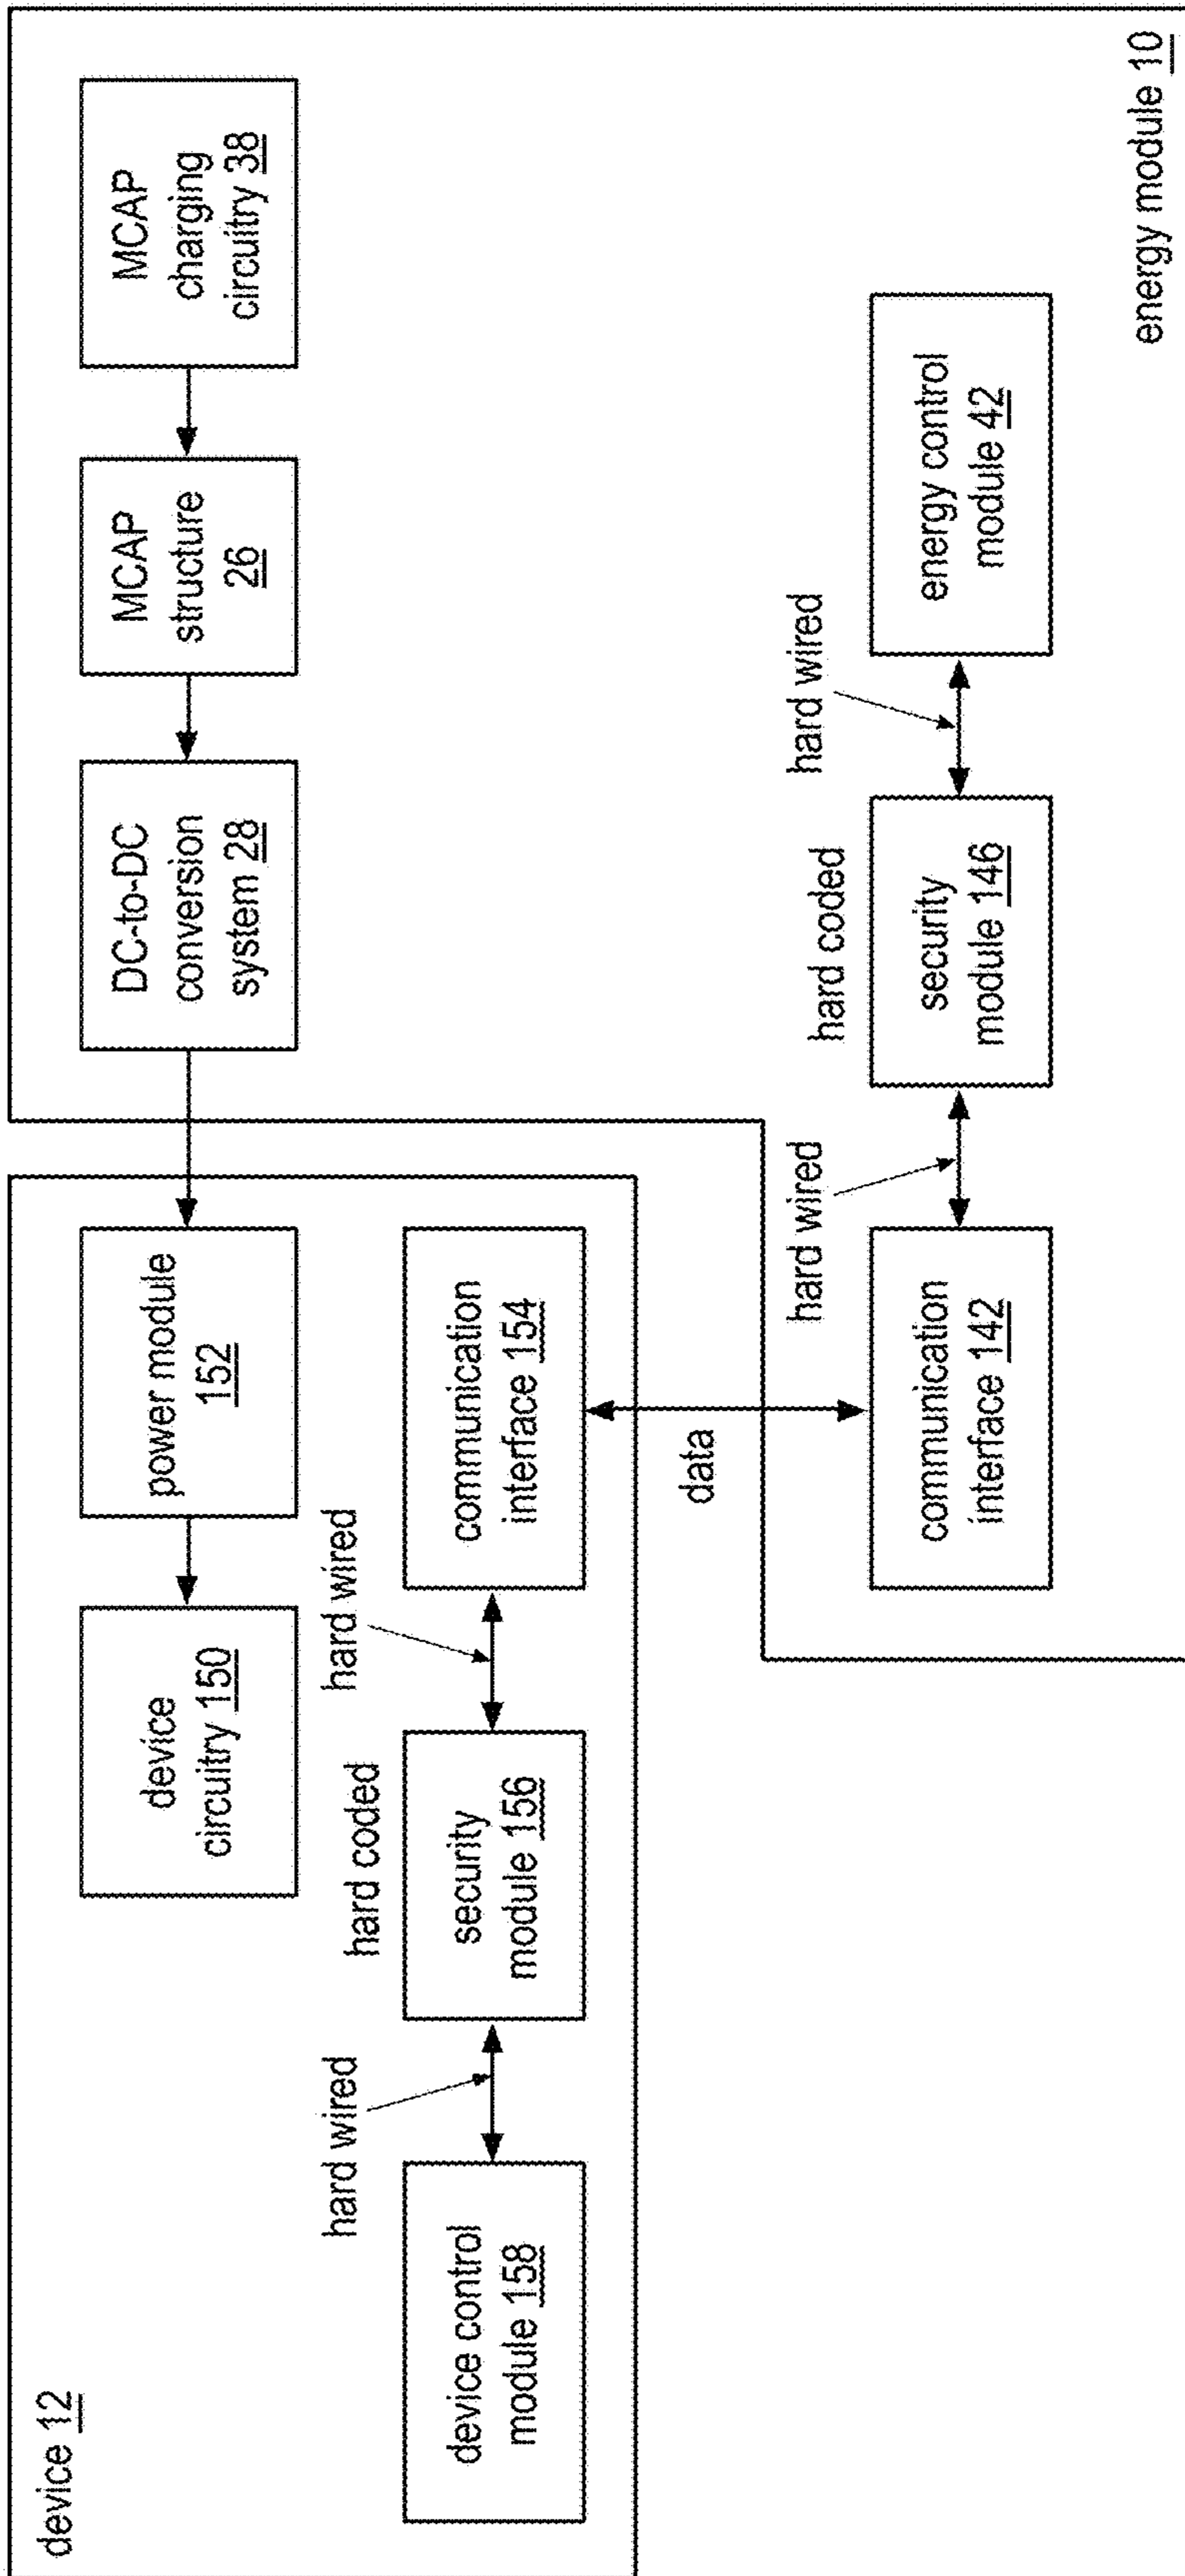 device 12
device
circuitry 150
power module
152
DC-to-DC
conversion
system 28
MCAP
structure
26
MCAP
charging
circuitry 38
hard wired
hard coded
hard wired
device control
module 158
security
module 156
communication
interface 154
data
hard wired
hard coded
hard wired
communication
interface 142
security
module 146
energy control
module 42
energy module 10